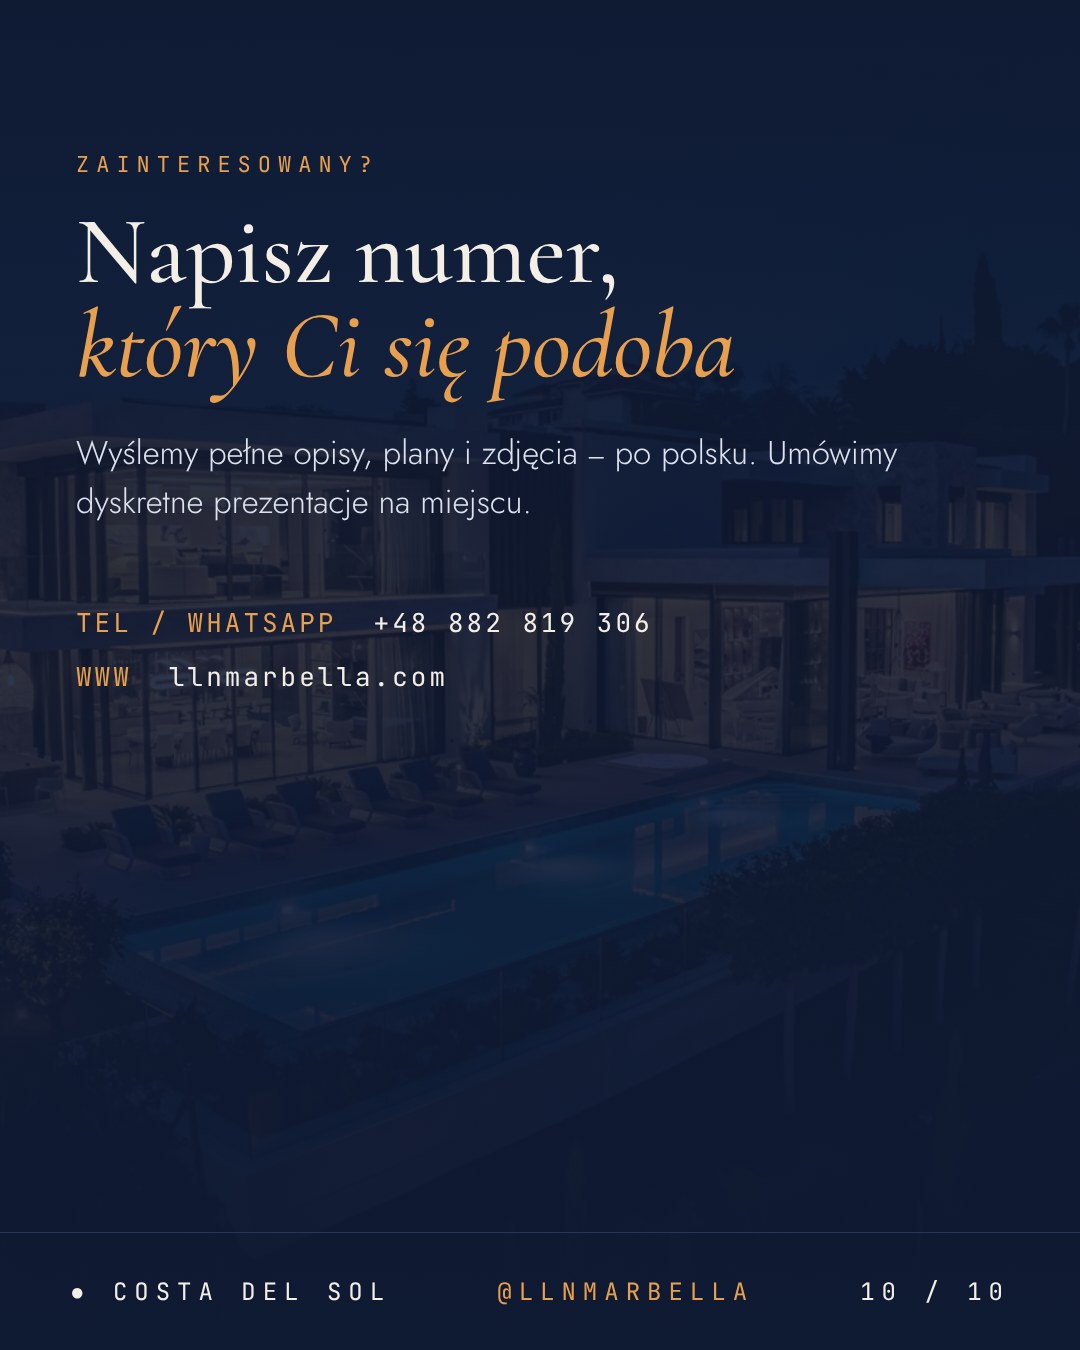 ZAINTERESOWANY?
Napisz numer,
który Ci się podoba
Wyślemy pełne opisy, plany i zdjęcia – po polsku. Umówimy
dyskretne prezentacje na miejscu.
TEL / WHATSAPP +48 882 819 306
WWW llnmarbella.com
• COSTA DEL SOL @LLNMARBELLA 10 / 10